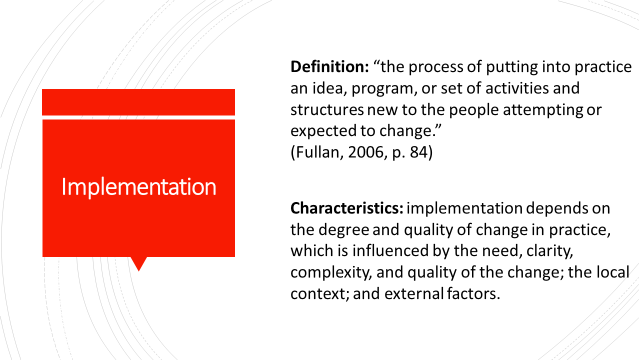 Implementation
Definition: “the process of putting into practice
an idea, program, or set of activities and
structures new to the people attempting or
expected to change.”
(Fullan, 2006, p. 84)
Characteristics: implementation depends on
the degree and quality of change in practice,
which is influenced by the need, clarity,
complexity, and quality of the change; the local
context; and external factors.